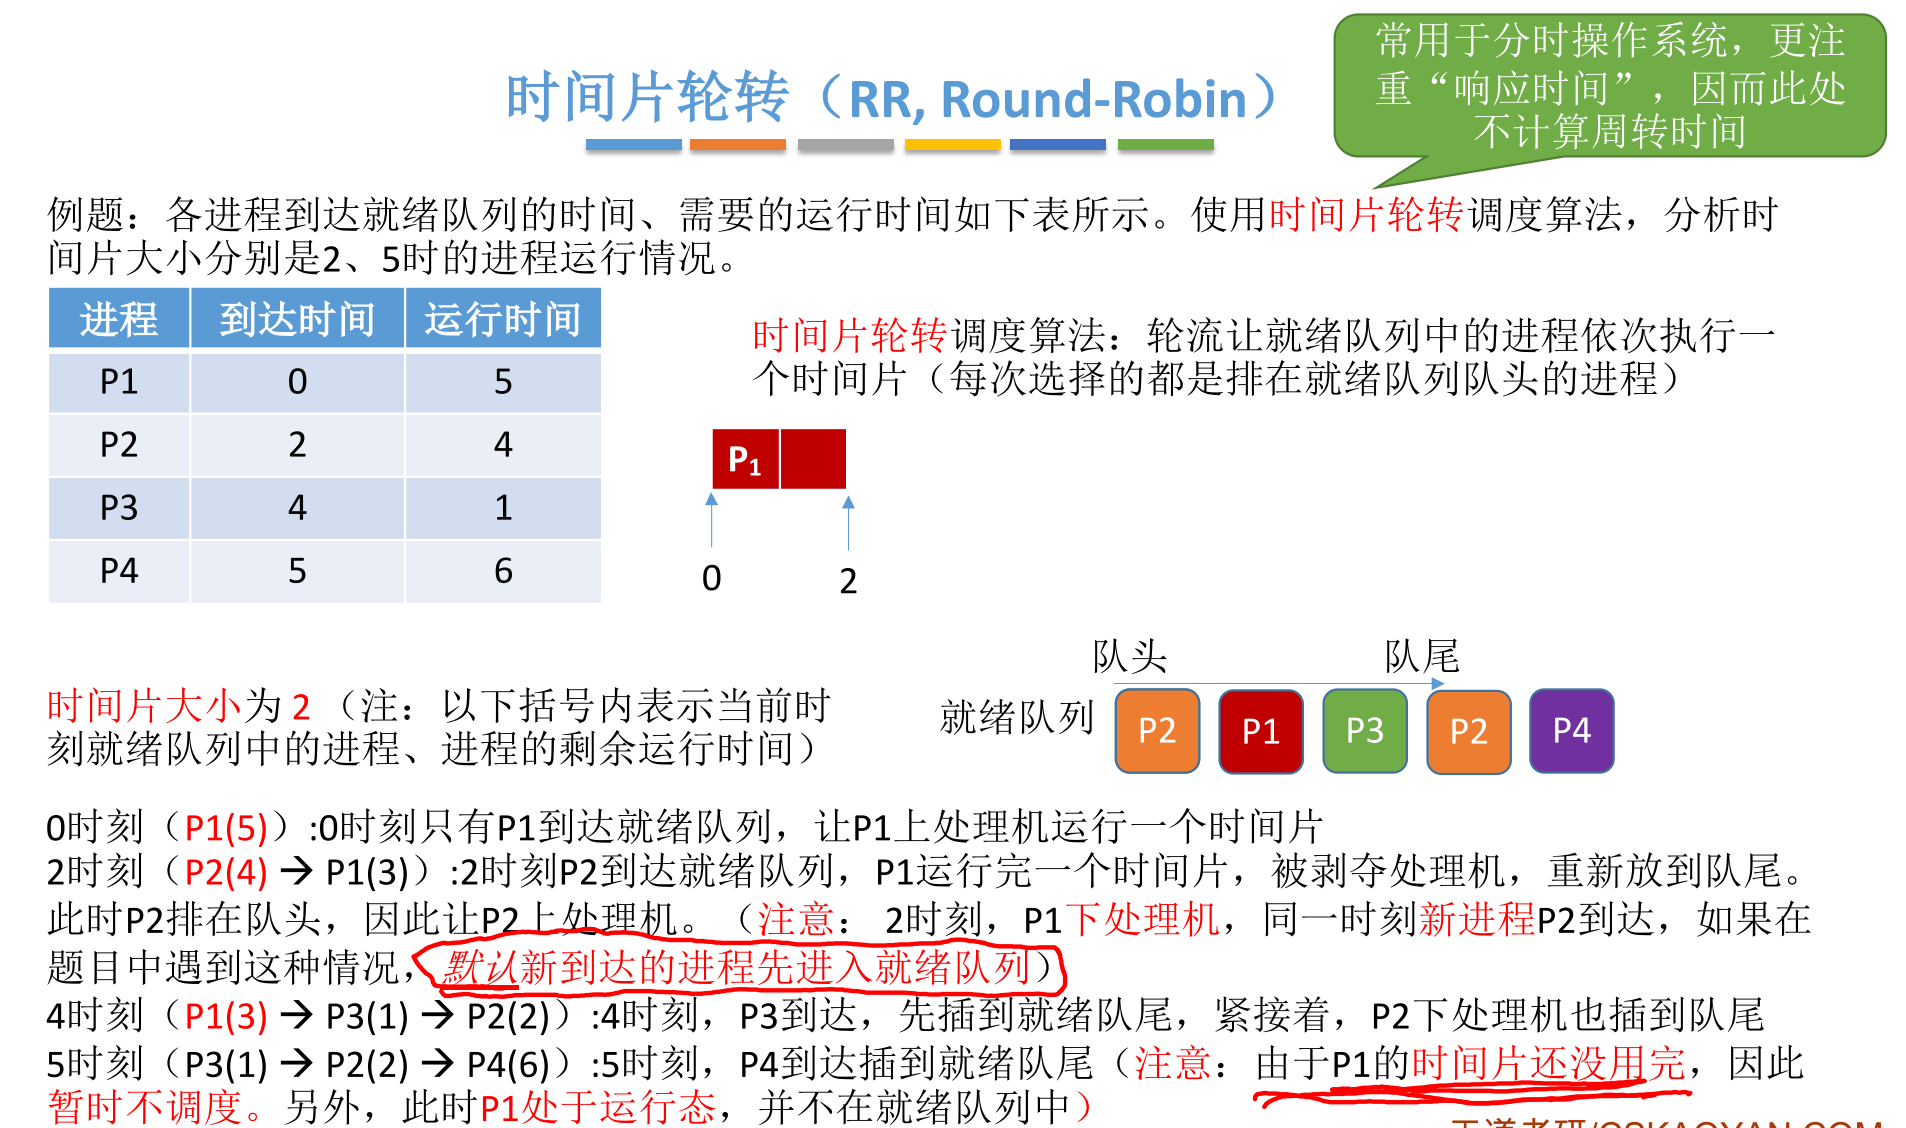 常用于分时操作系统，更注
重“响应时间”，因而此处
不计算周转时间
时间片轮转（RR, Round-Robin）
例题：各进程到达就绪队列的时间、需要的运行时间如下表所示。使用时间片轮转调度算法，分析时
间片大小分别是2、5时的进程运行情况。
进程 到达时间 运行时间
P1 0 5
P2 2 4
P3 4 1
P4 5 6
时间片轮转调度算法：轮流让就绪队列中的进程依次执行一
个时间片（每次选择的都是排在就绪队列队头的进程）
P1
0 2
队头 队尾
就绪队列 P2 P1 P3 P2 P4
时间片大小为 2 （注：以下括号内表示当前时
刻就绪队列中的进程、进程的剩余运行时间）
0时刻（P1(5)）:0时刻只有P1到达就绪队列，让P1上处理机运行一个时间片
2时刻（P2(4) → P1(3)）:2时刻P2到达就绪队列，P1运行完一个时间片，被剥夺处理机，重新放到队尾。
此时P2排在队头，因此让P2上处理机。（注意： 2时刻，P1下处理机，同一时刻新进程P2到达，如果在
题目中遇到这种情况，默认新到达的进程先进入就绪队列）
4时刻（P1(3) → P3(1) → P2(2)）:4时刻，P3到达，先插到就绪队尾，紧接着，P2下处理机也插到队尾
5时刻（P3(1) → P2(2) → P4(6)）:5时刻，P4到达插到就绪队尾（注意：由于P1的时间片还没用完，因此
暂时不调度。另外，此时P1处于运行态，并不在就绪队列中）
王道考研/CSKAOYAN.COM